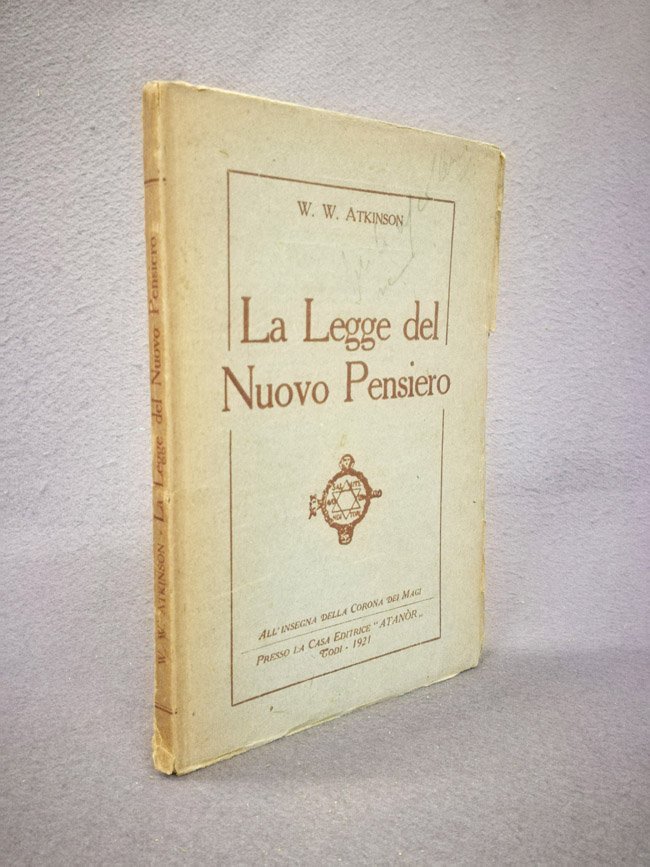 W. W. ATKINSON
La Legge del
Nuovo Pensiero
ALL'INSEGNA DELLA CORONA DEI MAGI
PRESSO LA CASA EDITRICE "ATANÒR„
TODI - 1921
W. W. ATKINSON - La Legge del Nuovo Pensiero